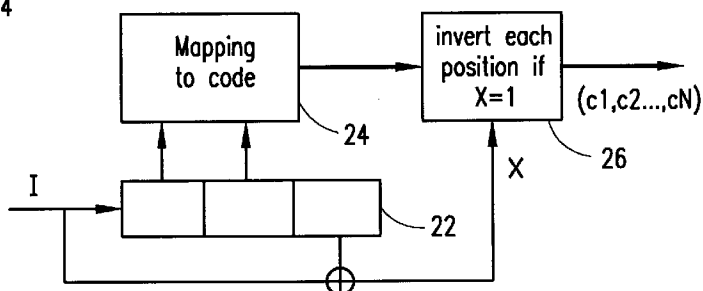 4
Mapping
to code
24
invert each
position if
X=1
26
(c1,c2...,cN)
I
22
X